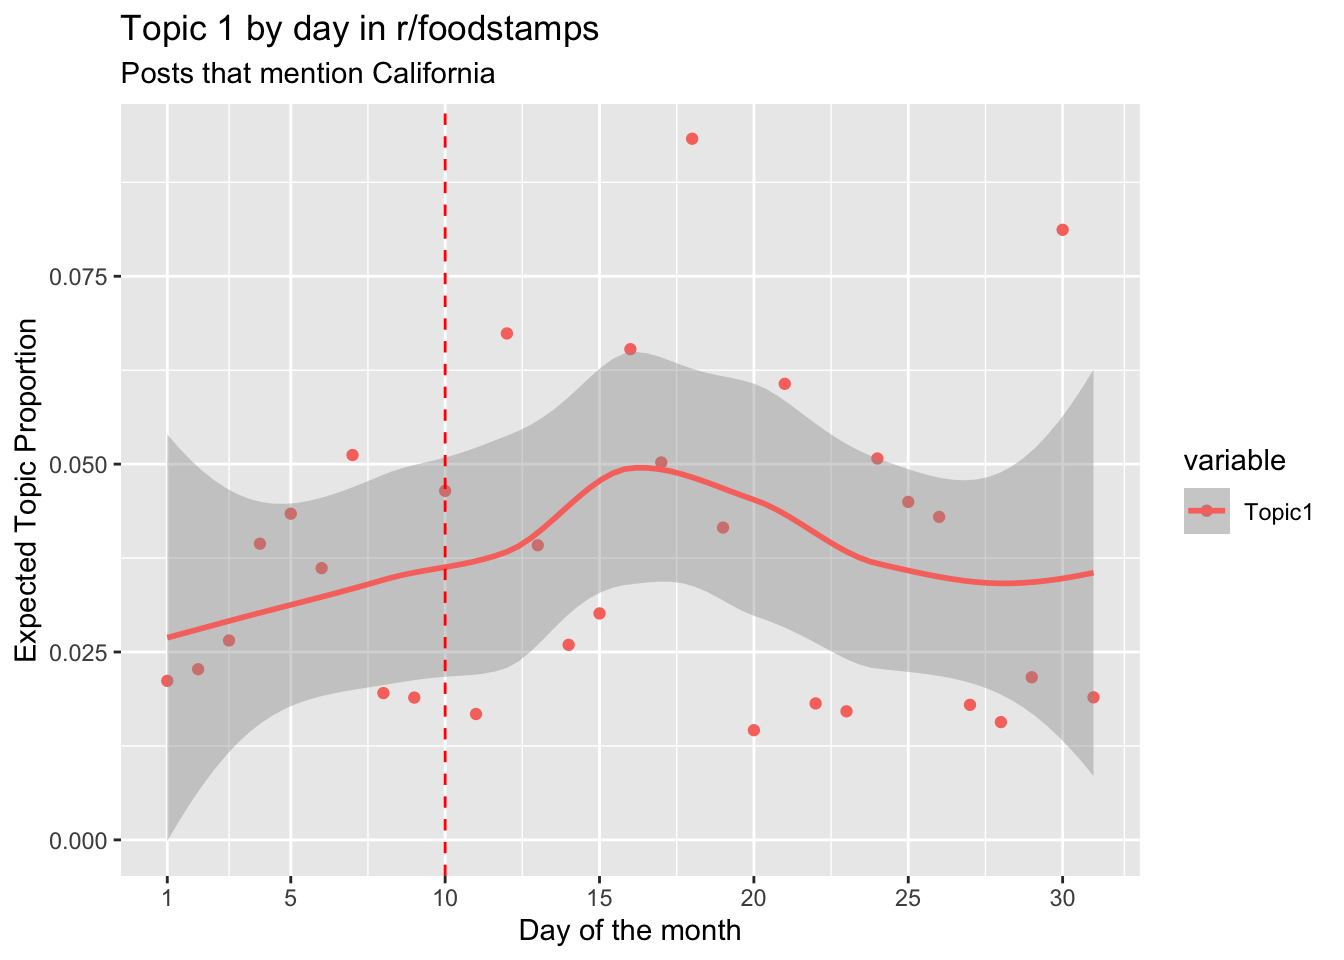 Topic 1 by day in r/foodstamps
Posts that mention California
Expected Topic Proportion
0.075
0.050
0.025
0.000
1 5 10 15 20 25 30
Day of the month
variable
Topic1